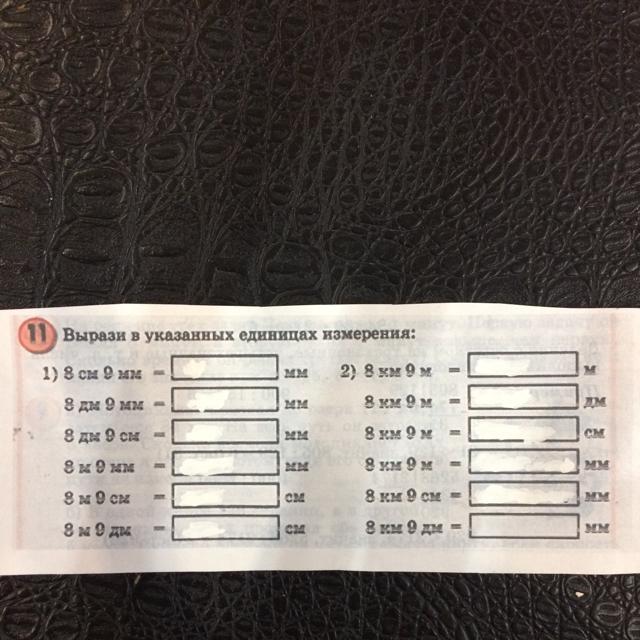 11 Вырази в указанных единицах измерения:
1) 8 см 9 мм = мм 2) 8 км 9 м = м
8 дм 9 мм = мм 8 км 9 м = дм
8 дм 9 см = мм 8 км 9 м = см
8 м 9 мм = мм 8 км 9 м = мм
8 м 9 см = см 8 км 9 см = мм
8 м 9 дм = см 8 км 9 дм = мм